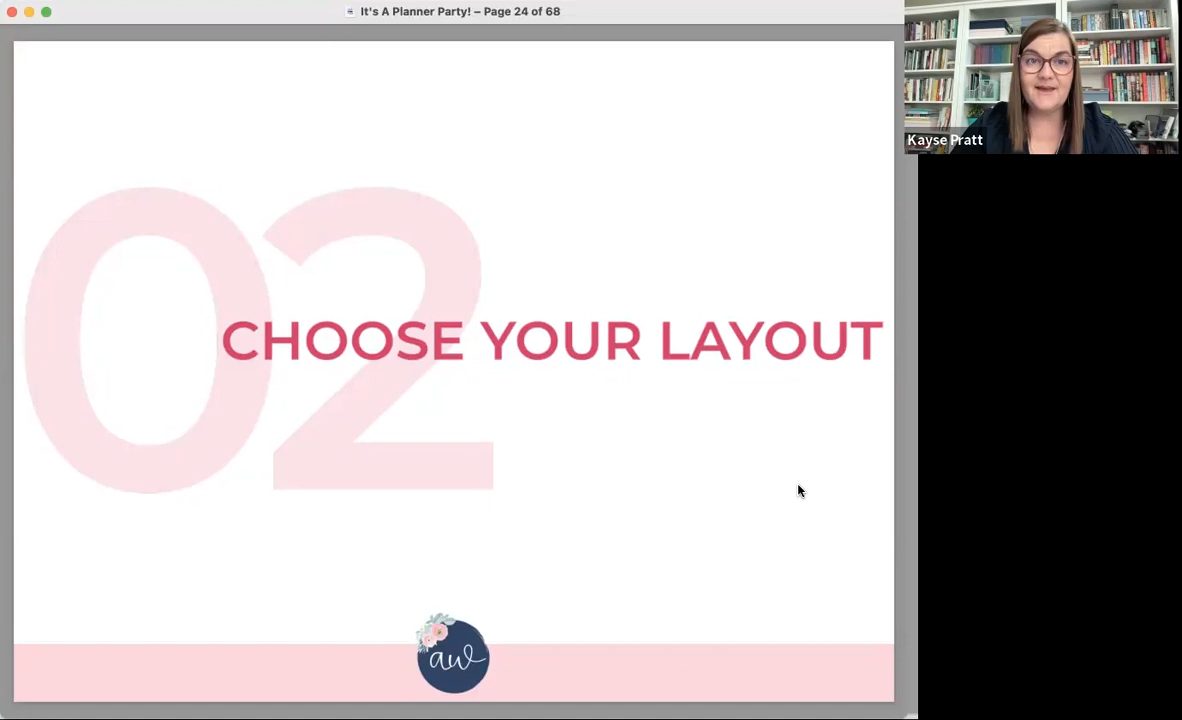 It's A Planner Party! – Page 24 of 68
Kayse Pratt
02
CHOOSE YOUR LAYOUT
aw